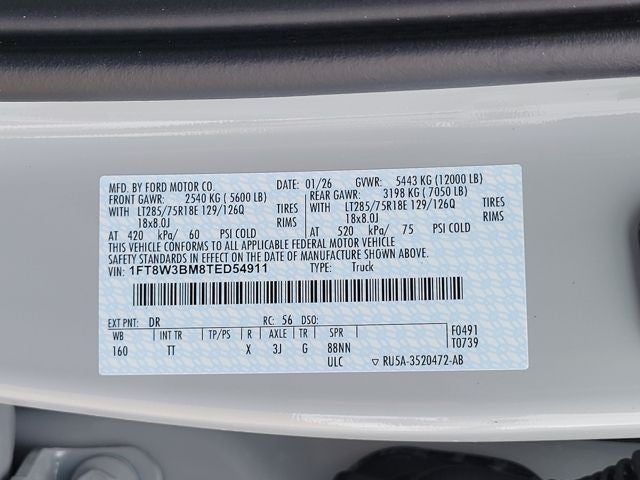 MFD. BY FORD MOTOR CO. DATE: 01/26 GVWR: 5443 KG (12000 LB)
FRONT GAWR: 2540 KG ( 5600 LB) REAR GAWR: 3198 KG ( 7050 LB)
WITH LT285/75R18E 129/126Q TIRES WITH LT285/75R18E 129/126Q TIRES
18x8.0J RIMS 18x8.0J RIMS
AT 420 kPa/ 60 PSI COLD AT 520 kPa/ 75 PSI COLD
THIS VEHICLE CONFORMS TO ALL APPLICABLE FEDERAL MOTOR VEHICLE
SAFETY STANDARDS IN EFFECT ON THE DATE OF MANUFACTURE SHOWN ABOVE.
VIN: 1FT8W3BM8TED54911 TYPE: Truck
EXT PNT: DR RC: 56 DSO:
WB INT TR TP/PS R AXLE TR SPR F0491
160 TT X 3J G 88NN T0739
ULC ▼ RU5A-3520472-AB